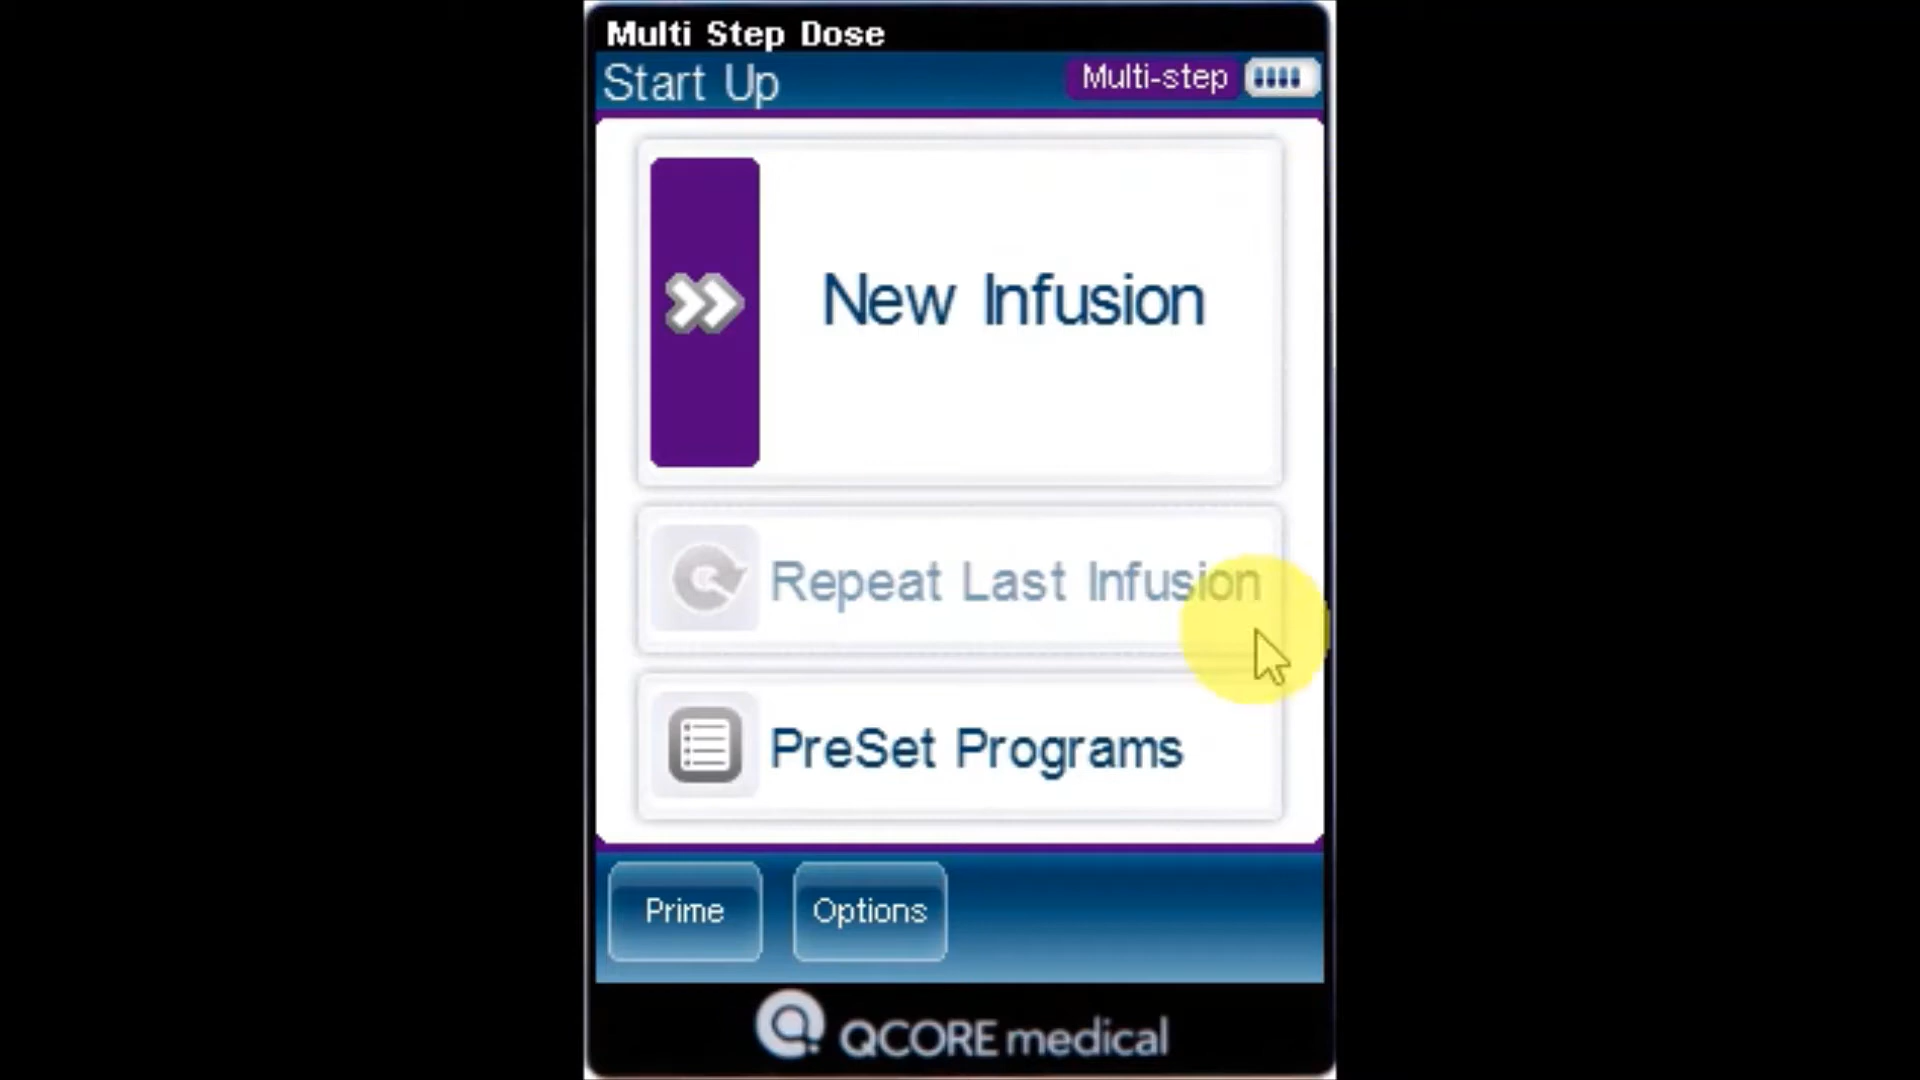 Multi Step Dose
Start Up
Multi-step
New Infusion
Repeat Last Infusion
PreSet Programs
Prime
Options
QCORE medical